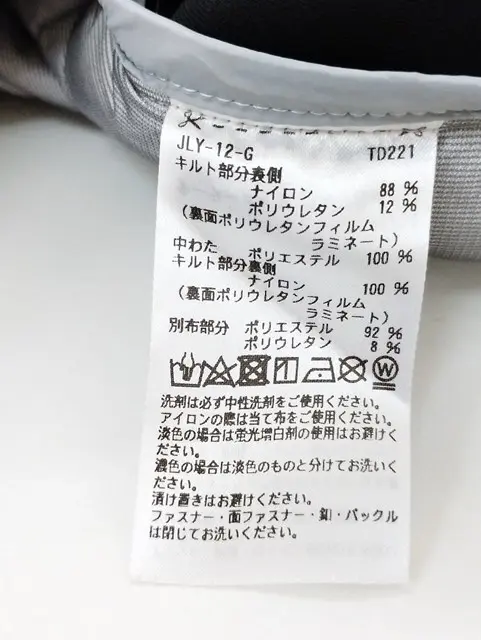 JLY-12-G TD221
キルト部分表側
ナイロン 88 %
ポリウレタン 12 %
(裏面ポリウレタンフィルム
ラミネート)
中わた ポリエステル 100 %
キルト部分裏側
ナイロン 100 %
(裏面ポリウレタンフィルム
ラミネート)
別布部分 ポリエステル 92 %
ポリウレタン 8 %
W
洗剤は必ず中性洗剤をご使用ください。
アイロンの際は当て布をご使用ください。
淡色の場合は蛍光増白剤の使用はお避けく
ださい。
濃色の場合は淡色のものと分けてお洗いく
ださい。
漬け置きはお避けください。
ファスナー・面ファスナー・釦・バックル
は閉じてお洗いください。